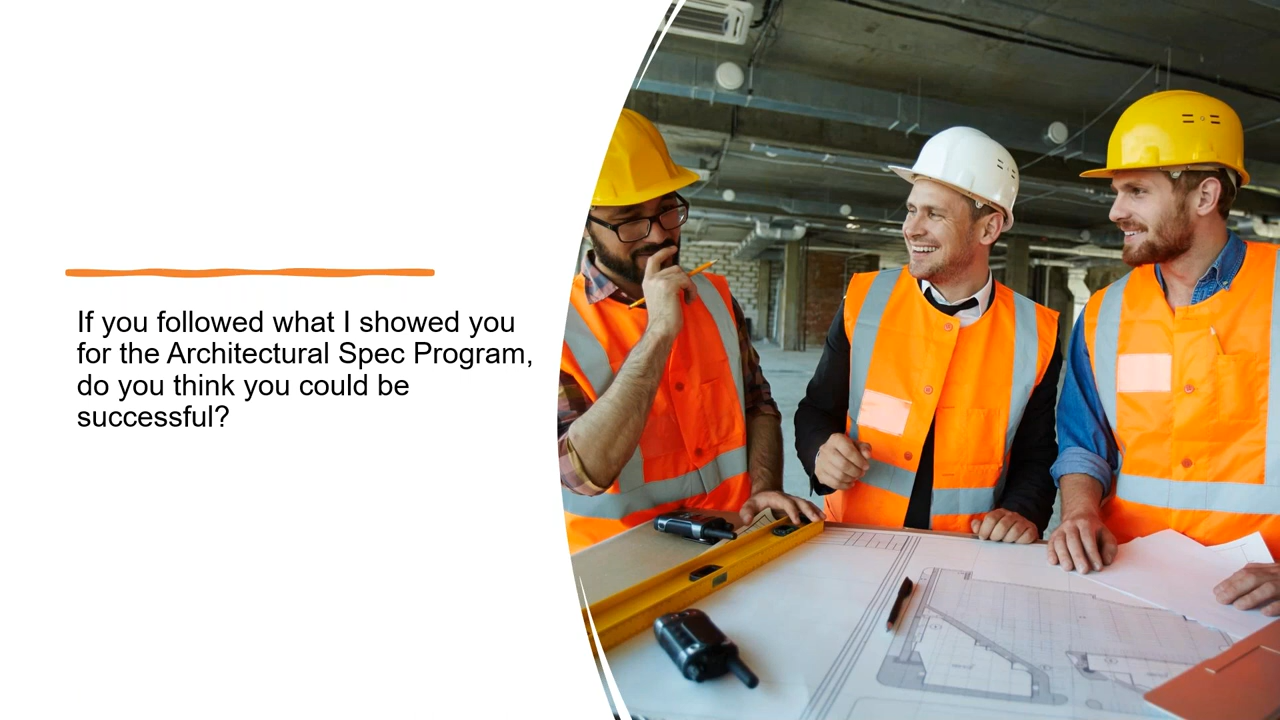 If you followed what I showed you
for the Architectural Spec Program,
do you think you could be
successful?